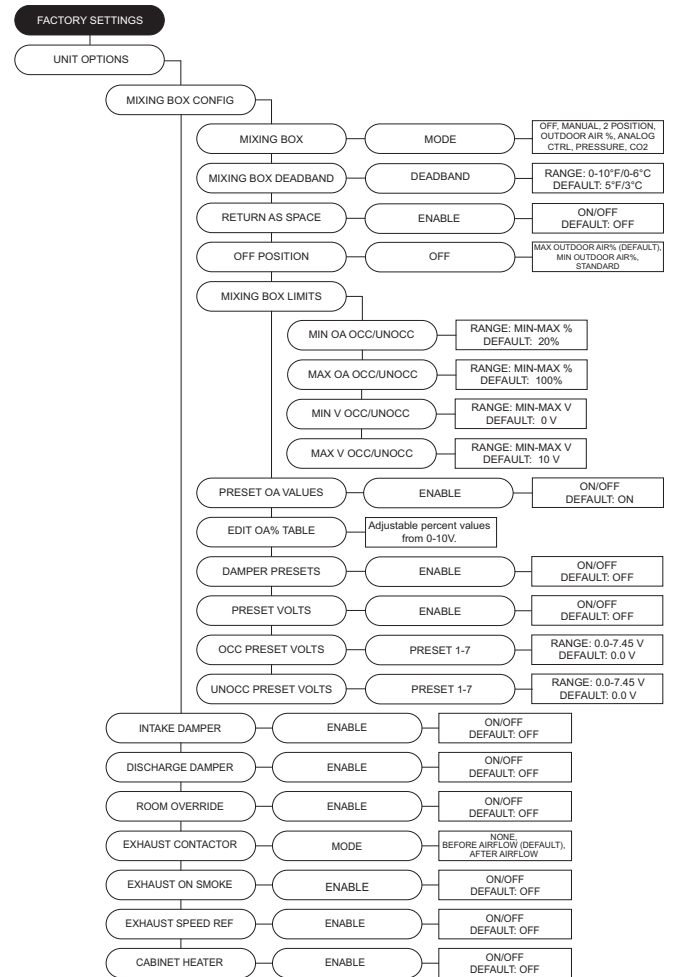 FACTORY SETTINGS
UNIT OPTIONS
MIXING BOX CONFIG
MIXING BOX
MODE
OFF, MANUAL, 2 POSITION,
OUTDOOR AIR %, ANALOG
CTRL, PRESSURE, CO2
MIXING BOX DEADBAND
DEADBAND
RANGE: 0-10°F/0-6°C
DEFAULT: 5°F/3°C
RETURN AS SPACE
ENABLE
ON/OFF
DEFAULT: OFF
OFF POSITION
OFF
MAX OUTDOOR AIR% (DEFAULT),
MIN OUTDOOR AIR%,
STANDARD
MIXING BOX LIMITS
MIN OA OCC/UNOCC
RANGE: MIN-MAX %
DEFAULT: 20%
MAX OA OCC/UNOCC
RANGE: MIN-MAX %
DEFAULT: 100%
MIN V OCC/UNOCC
RANGE: MIN-MAX V
DEFAULT: 0 V
MAX V OCC/UNOCC
RANGE: MIN-MAX V
DEFAULT: 10 V
PRESET OA VALUES
ENABLE
ON/OFF
DEFAULT: ON
EDIT OA% TABLE
Adjustable percent values
from 0-10V.
DAMPER PRESETS
ENABLE
ON/OFF
DEFAULT: OFF
PRESET VOLTS
ENABLE
ON/OFF
DEFAULT: OFF
OCC PRESET VOLTS
PRESET 1-7
RANGE: 0.0-7.45 V
DEFAULT: 0.0 V
UNOCC PRESET VOLTS
PRESET 1-7
RANGE: 0.0-7.45 V
DEFAULT: 0.0 V
INTAKE DAMPER
ENABLE
ON/OFF
DEFAULT: OFF
DISCHARGE DAMPER
ENABLE
ON/OFF
DEFAULT: OFF
ROOM OVERRIDE
ENABLE
ON/OFF
DEFAULT: OFF
EXHAUST CONTACTOR
MODE
NONE,
BEFORE AIRFLOW (DEFAULT),
AFTER AIRFLOW
EXHAUST ON SMOKE
ENABLE
ON/OFF
DEFAULT: OFF
EXHAUST SPEED REF
ENABLE
ON/OFF
DEFAULT: OFF
CABINET HEATER
ENABLE
ON/OFF
DEFAULT: OFF